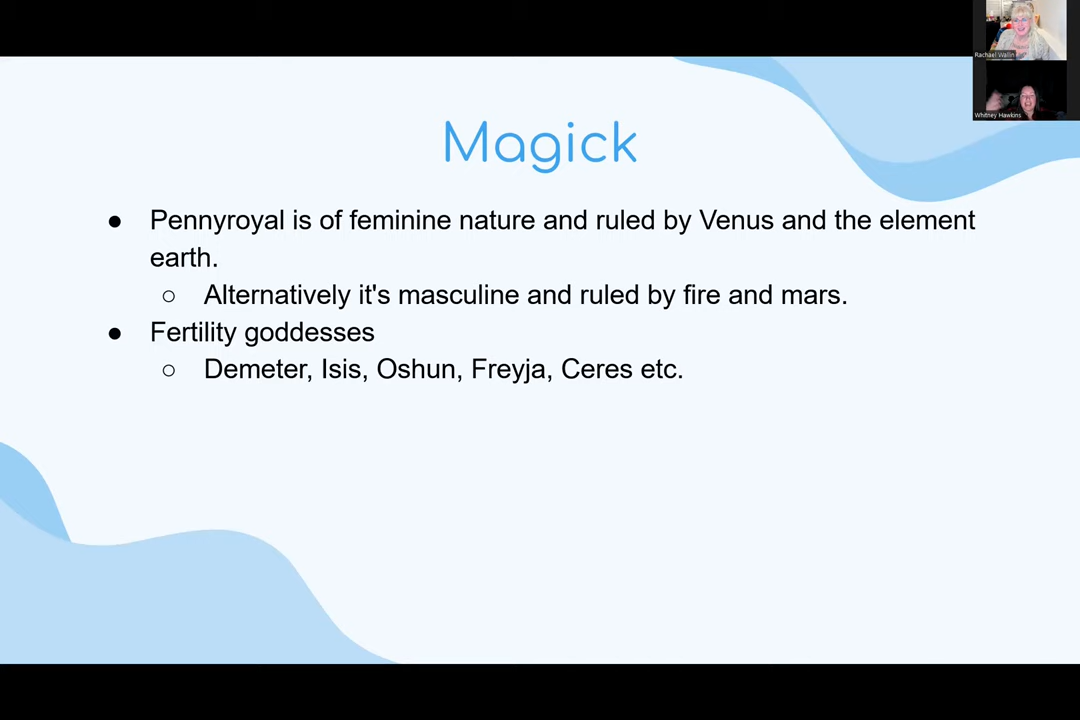 Rachael Wallin
Whitney Hawkins
Magick
● Pennyroyal is of feminine nature and ruled by Venus and the element
earth.
○ Alternatively it's masculine and ruled by fire and mars.
● Fertility goddesses
○ Demeter, Isis, Oshun, Freyja, Ceres etc.